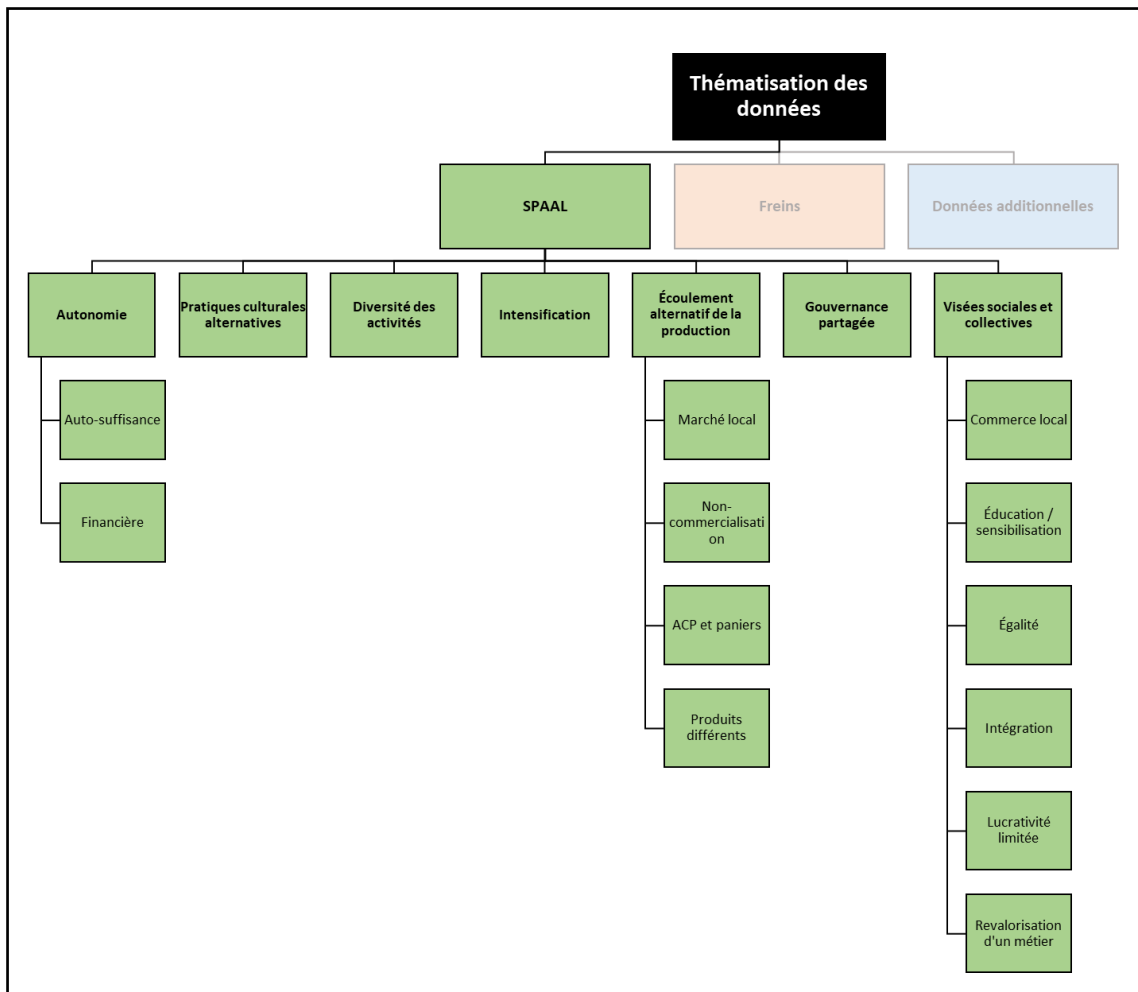 Thématisation des
données
SPAAL
Freins
Données additionnelles
Autonomie
Pratiques culturales
alternatives
Diversité des
activités
Intensification
Écoulement
alternatif de la
production
Gouvernance
partagée
Visées sociales et
collectives
Auto-suffisance
Financière
Marché local
Non-
commercialisati
on
ACP et paniers
Produits
différents
Commerce local
Éducation /
sensibilisation
Égalité
Intégration
Lucrativité
limitée
Revalorisation
d'un métier